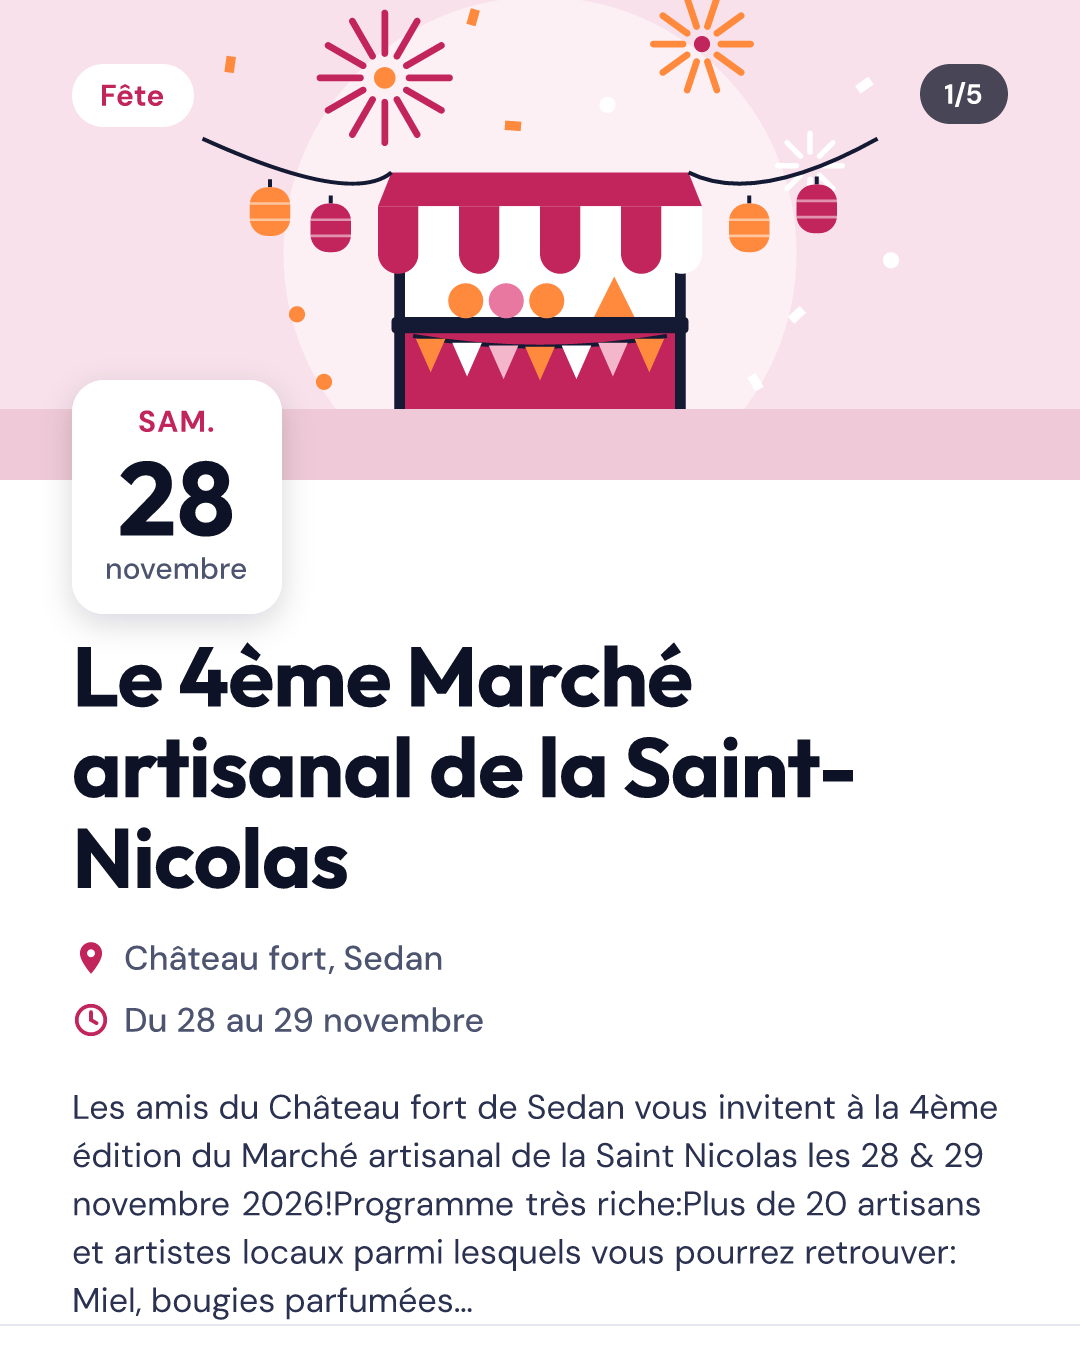 Fête
1/5
SAM.
28
novembre
Le 4ème Marché
artisanal de la Saint-
Nicolas
Château fort, Sedan
Du 28 au 29 novembre
Les amis du Château fort de Sedan vous invitent à la 4ème
édition du Marché artisanal de la Saint Nicolas les 28 & 29
novembre 2026!Programme très riche:Plus de 20 artisans
et artistes locaux parmi lesquels vous pourrez retrouver:
Miel, bougies parfumées...